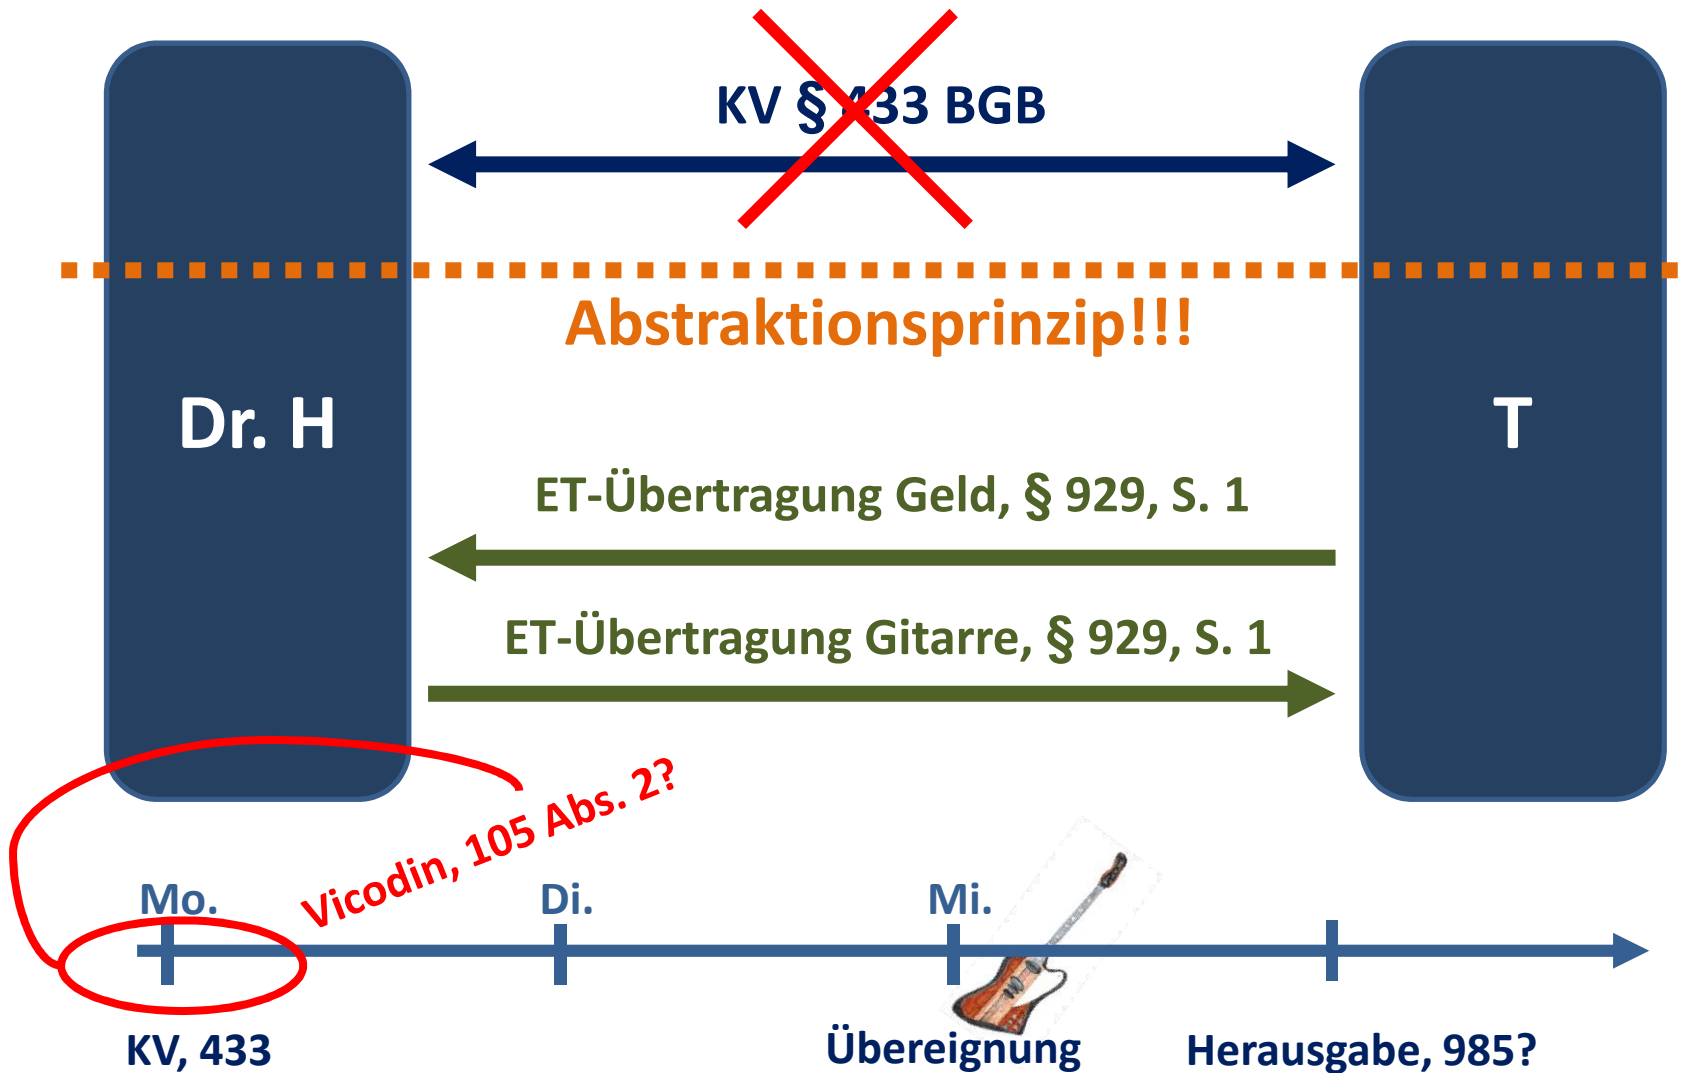 KV § 433 BGB
Abstraktionsprinzip!!!
Dr. H
T
ET-Übertragung Geld, § 929, S. 1
ET-Übertragung Gitarre, § 929, S. 1
Vicodin, 105 Abs. 2?
Mo.
Di.
Mi.
KV, 433
Übereignung
Herausgabe, 985?